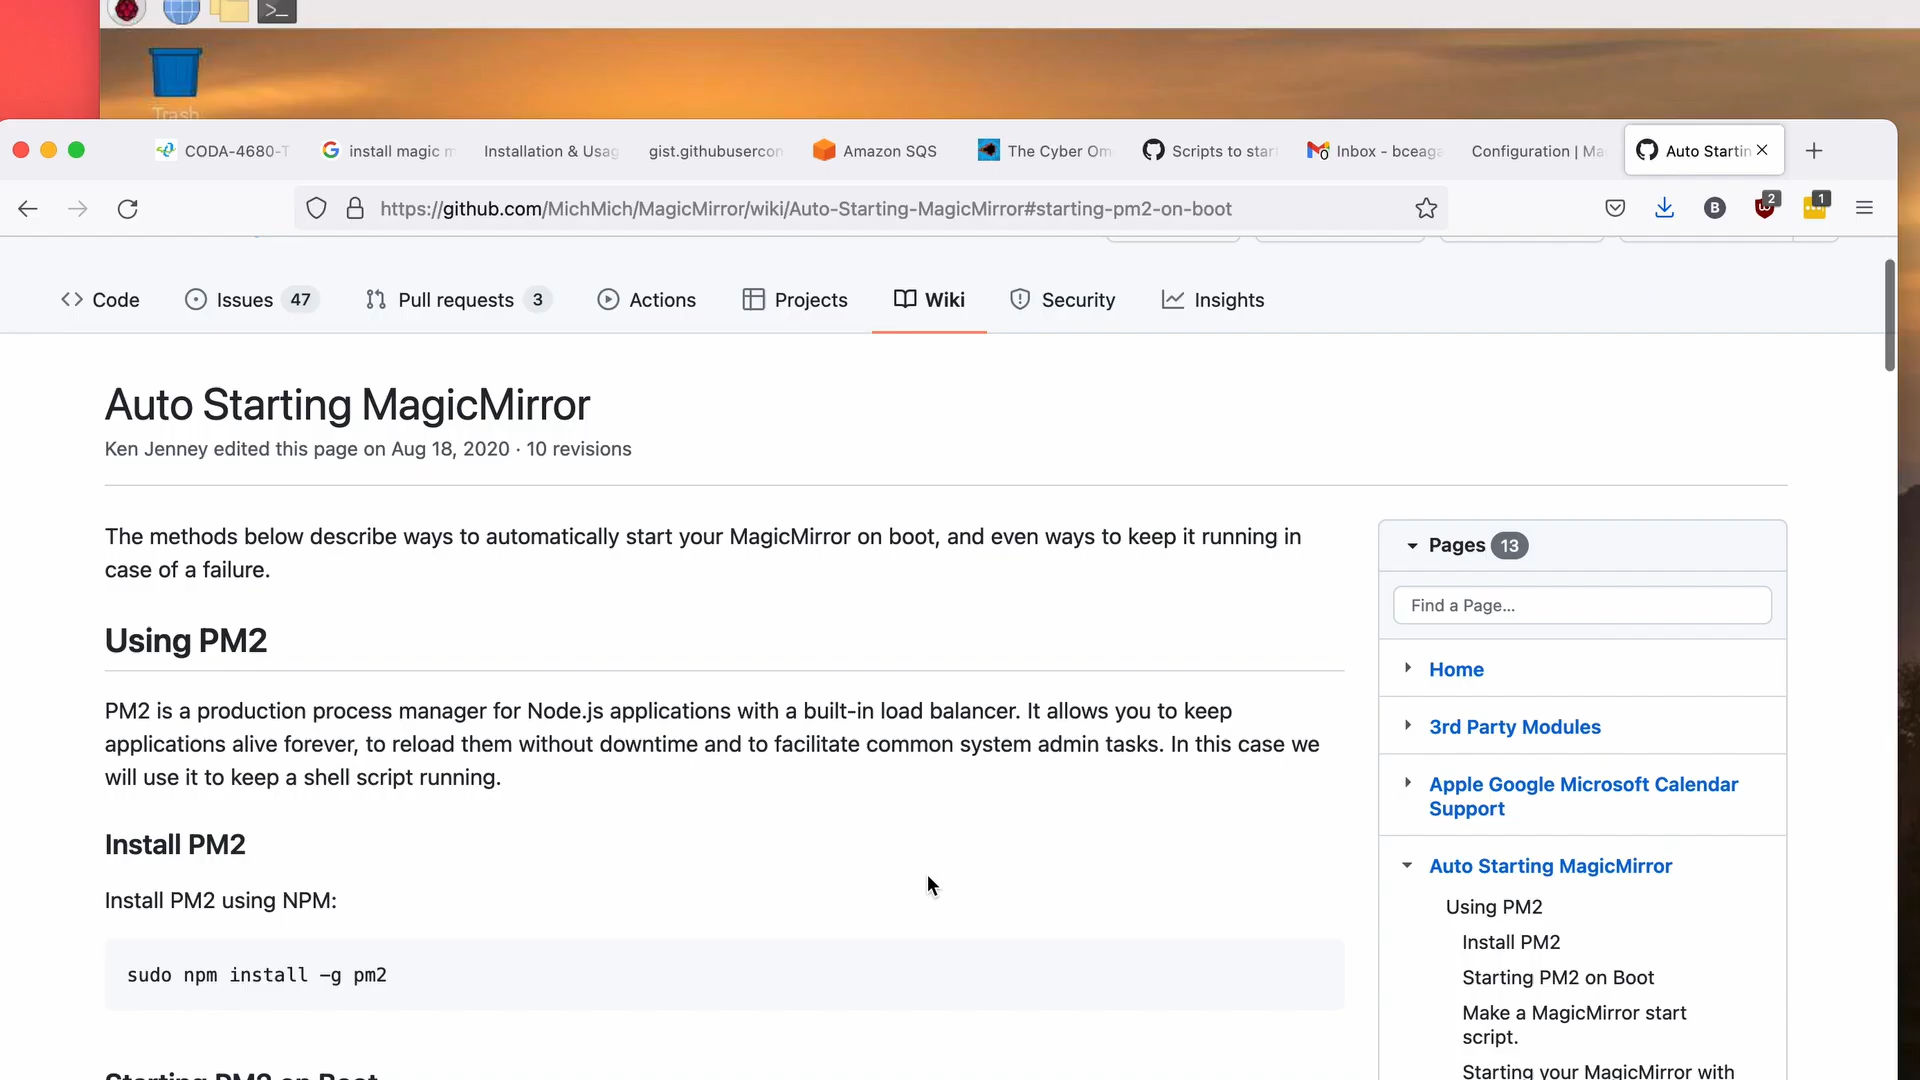 Trash
CODA-4680-T
install magic m
Installation & Usag
gist.githubusercon
Amazon SQS
The Cyber Om
Scripts to star
Inbox - bceaga
Configuration | Ma
Auto Startin
https://github.com/MichMich/MagicMirror/wiki/Auto-Starting-MagicMirror#starting-pm2-on-boot
B
2
1
Code
Issues 47
Pull requests 3
Actions
Projects
Wiki
Security
Insights
Auto Starting MagicMirror
Ken Jenney edited this page on Aug 18, 2020 · 10 revisions
The methods below describe ways to automatically start your MagicMirror on boot, and even ways to keep it running in
case of a failure.
Using PM2
PM2 is a production process manager for Node.js applications with a built-in load balancer. It allows you to keep
applications alive forever, to reload them without downtime and to facilitate common system admin tasks. In this case we
will use it to keep a shell script running.
Install PM2
Install PM2 using NPM:
sudo npm install -g pm2
Starting PM2 on Boot
Pages 13
Find a Page...
Home
3rd Party Modules
Apple Google Microsoft Calendar
Support
Auto Starting MagicMirror
Using PM2
Install PM2
Starting PM2 on Boot
Make a MagicMirror start
script.
Starting your MagicMirror with